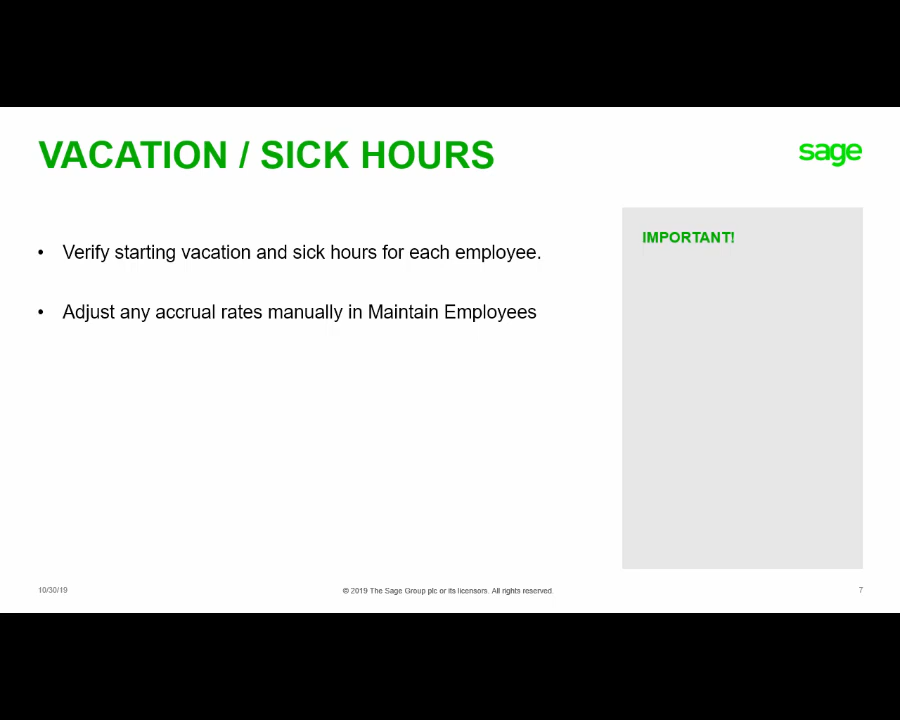 VACATION / SICK HOURS
sage
• Verify starting vacation and sick hours for each employee.
• Adjust any accrual rates manually in Maintain Employees
IMPORTANT!
10/30/19
© 2019 The Sage Group plc or its licensors. All rights reserved.
7